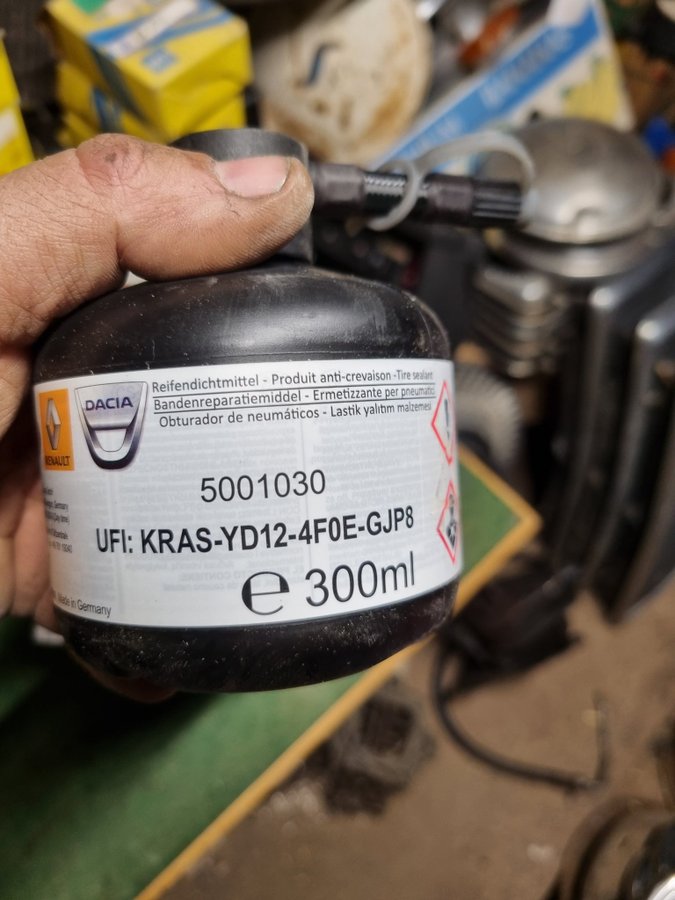 RENAULT
DACIA
Reifendichtmittel - Produit anti-crevaison -Tire sealant
Bandenreparatiemiddel - Ermetizzante per pneumatici
Obturador de neumáticos - Lastik yalıtım malzemesi
5001030
UFI: KRAS-YD12-4F0E-GJP8
e 300ml
Made in Germany